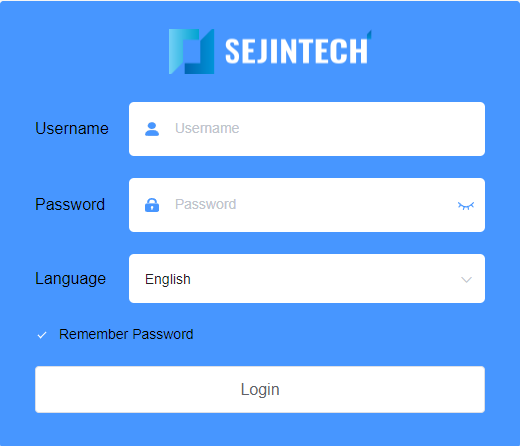 SEJINTECH
Username Username
Password Password
Language English
Remember Password
Login